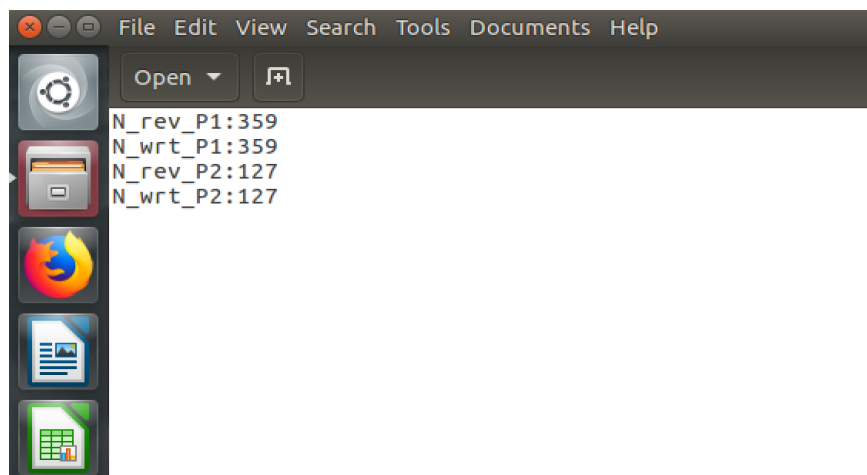 File Edit View Search Tools Documents Help
Open
N_rev_P1:359
N_wrt_P1:359
N_rev_P2:127
N_wrt_P2:127